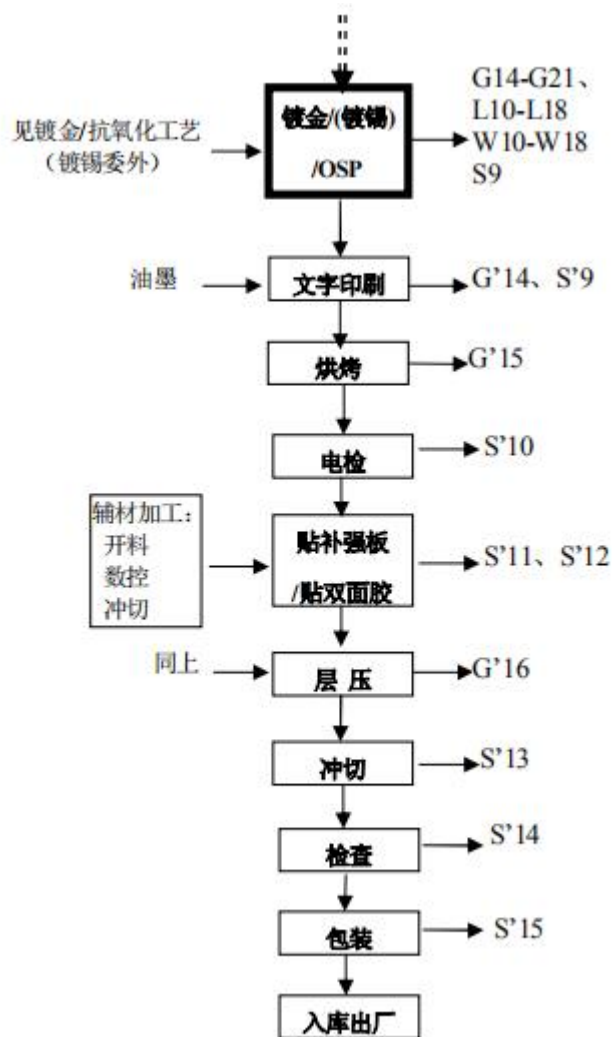 见镀金/抗氧化工艺
（镀锡委外）
镀金/(镀锡)
/OSP
G14-G21、
L10-L18
W10-W18
S9
油墨
文字印刷
G’14、S’9
烘烤
G’15
电检
S’10
辅材加工：
开料
数控
冲切
贴补强板
/贴双面胶
S’11、S’12
同上
层 压
G’16
冲切
S’13
检查
S’14
包装
S’15
入库出厂